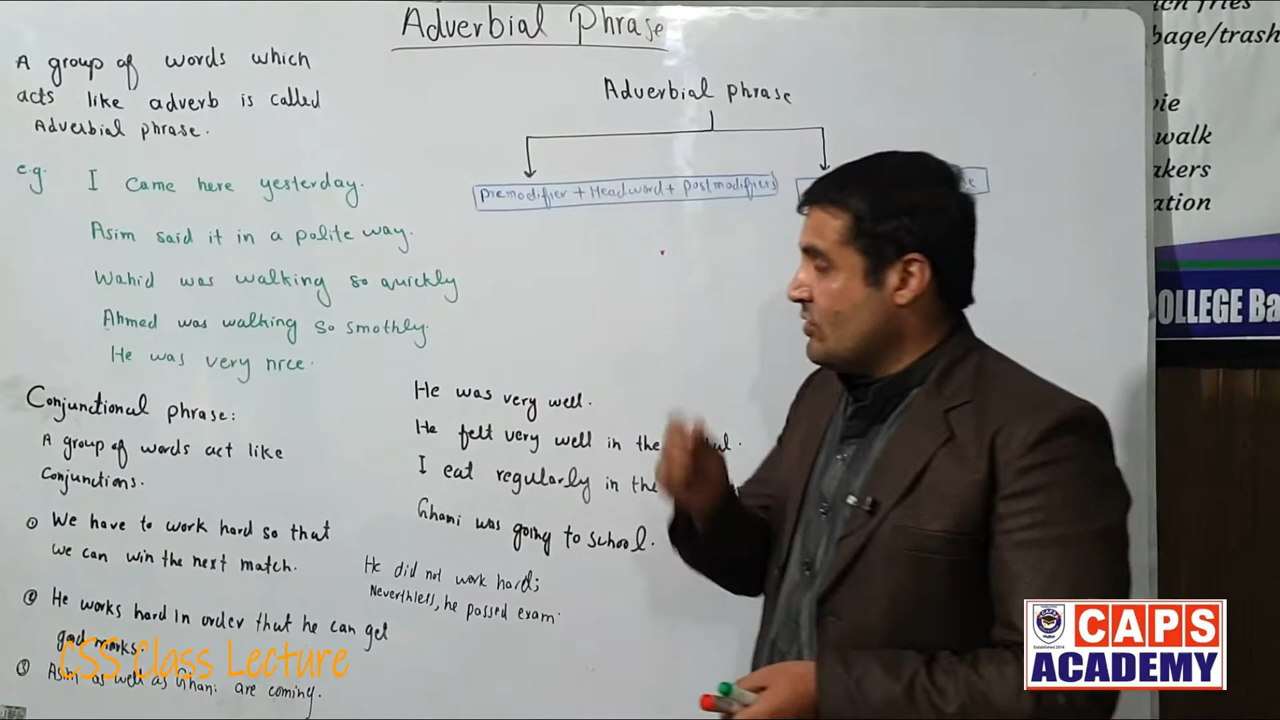 Adverbial Phrase
A group of words which
acts like adverb is called
Adverbial phrase.
e.g. I came here yesterday.
Asim said it in a polite way.
Wahid was walking so quickly
Ahmed was walking so smothly.
He was very nice.
Conjunctional phrase:
A group of words act like
Conjunctions.
① We have to work hard so that
we can win the next match.
② He works hard in order that he can get
good marks.
③ Asim as well as Ghani are coming.
Adverbial phrase
Premodifier + Headword + Postmodifiers
He was very well.
He felt very well in the
I eat regularly in the
Ghani was going to school.
He did not work hard;
Neverthless, he passed exam.
CSS Class Lecture
fries
bage/trash
walk
akers
ation
OLLEGE Ba
CAPS
ACADEMY